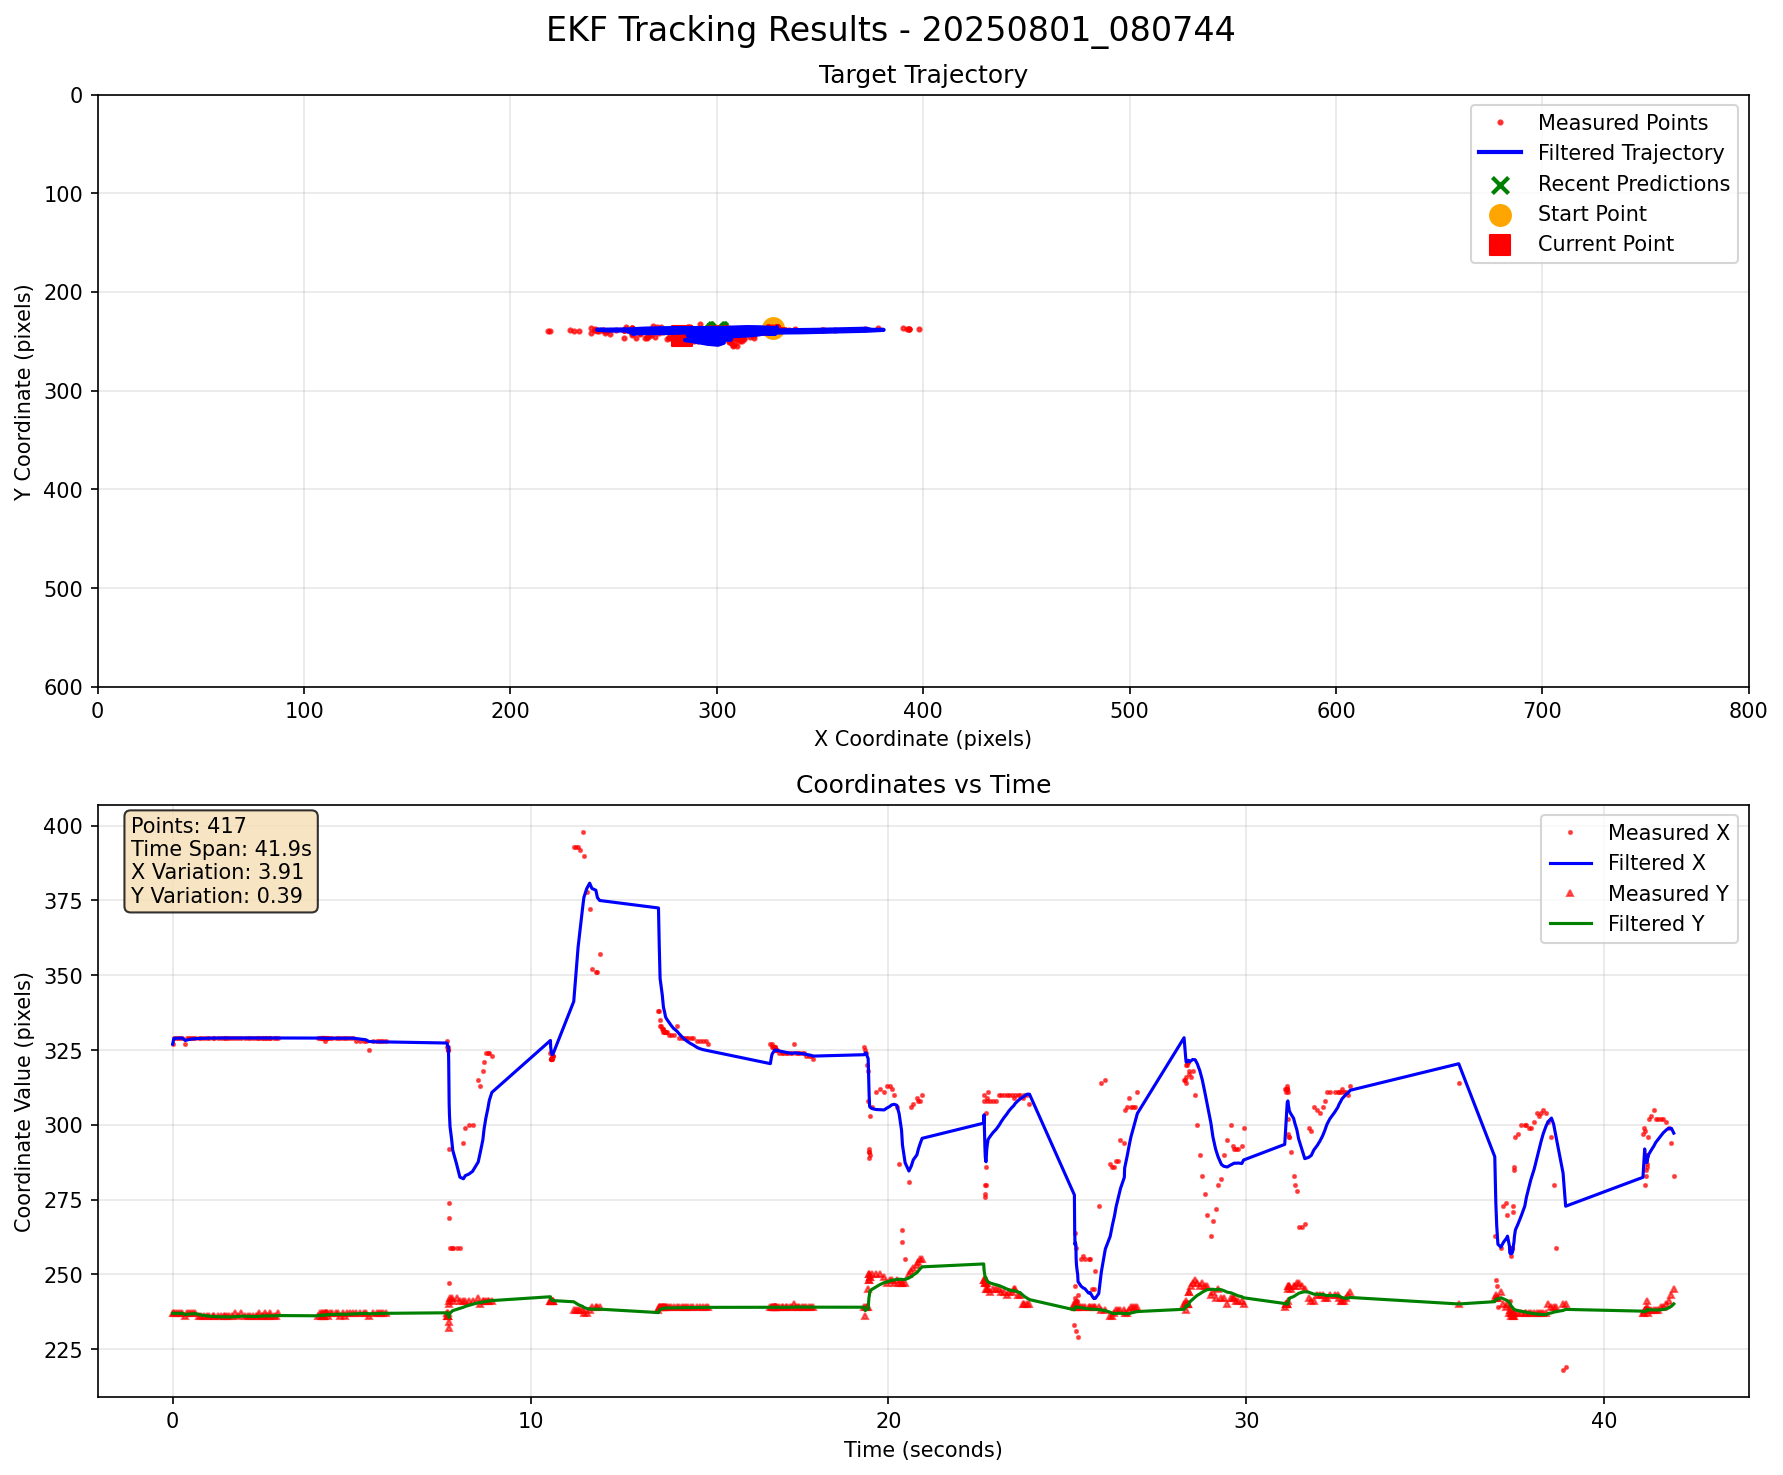 EKF Tracking Results - 20250801_080744
Target Trajectory
0
100
200
300
400
500
600
Y Coordinate (pixels)
Measured Points
Filtered Trajectory
Recent Predictions
Start Point
Current Point
0 100 200 300 400 500 600 700 800
X Coordinate (pixels)
Coordinates vs Time
Points: 417
Time Span: 41.9s
X Variation: 3.91
Y Variation: 0.39
Measured X
Filtered X
Measured Y
Filtered Y
400
375
350
325
300
275
250
225
Coordinate Value (pixels)
0 10 20 30 40
Time (seconds)